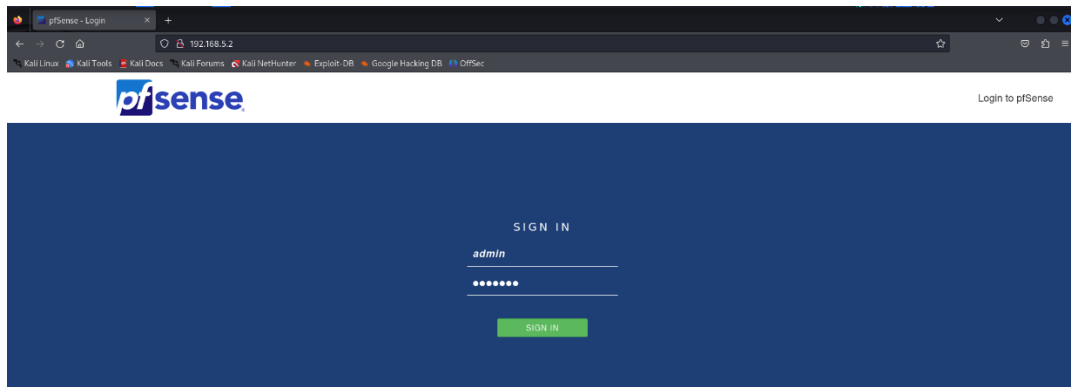 pfSense - Login
192.168.5.2
Kali Linux Kali Tools Kali Docs Kali Forums Kali NetHunter Exploit-DB Google Hacking DB OffSec
pfsense
Login to pfSense
SIGN IN
admin
•••••••
SIGN IN